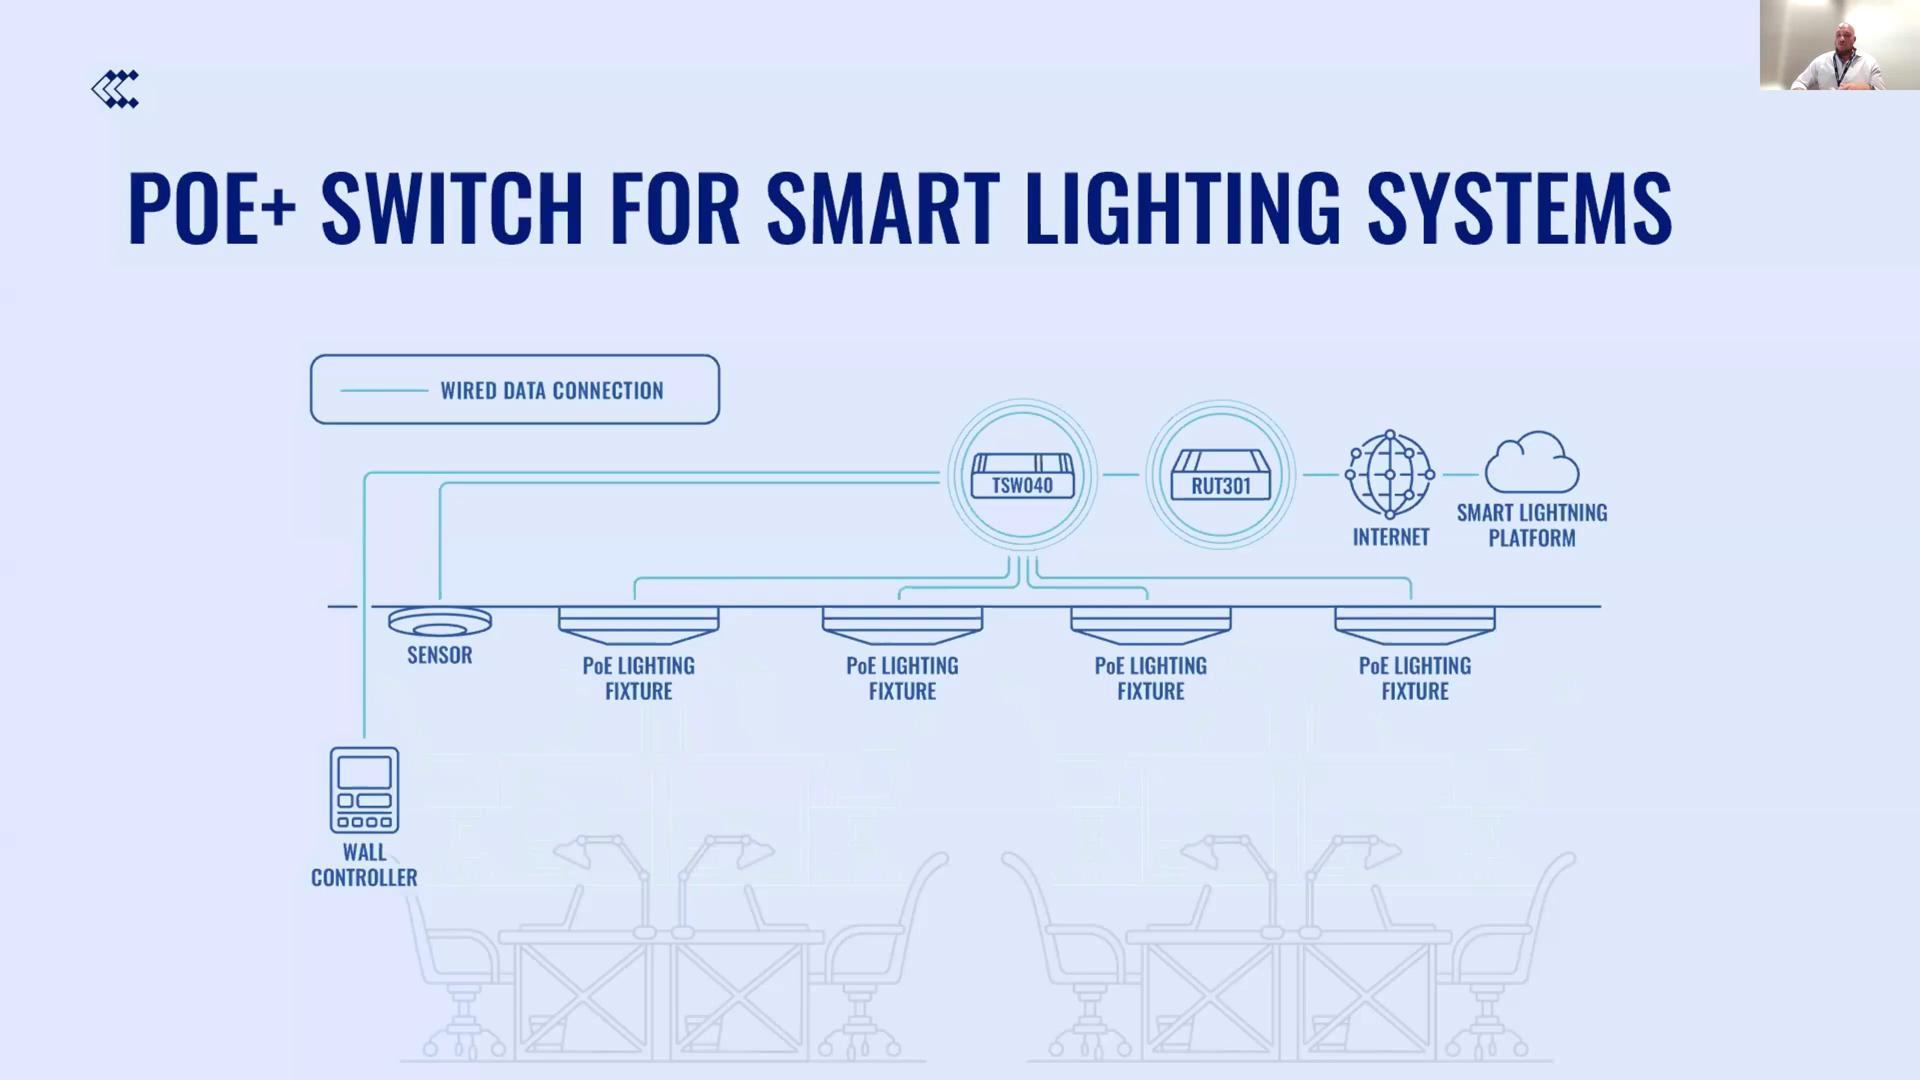 POE+ SWITCH FOR SMART LIGHTING SYSTEMS
WIRED DATA CONNECTION
TSW040
RUT301
INTERNET
SMART LIGHTNING
PLATFORM
SENSOR
PoE LIGHTING
FIXTURE
PoE LIGHTING
FIXTURE
PoE LIGHTING
FIXTURE
PoE LIGHTING
FIXTURE
WALL
CONTROLLER